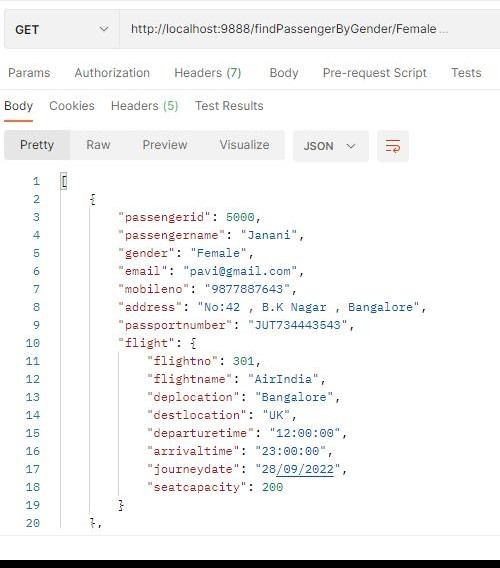 GET http://localhost:9888/findPassengerByGender/Female ...
Params Authorization Headers (7) Body Pre-request Script Tests
Body Cookies Headers (5) Test Results
Pretty Raw Preview Visualize JSON
1 [
2 {
3 "passengerid": 5000,
4 "passengername": "Janani",
5 "gender": "Female",
6 "email": "pavi@gmail.com",
7 "mobileno": "9877887643",
8 "address": "No:42 , B.K Nagar , Bangalore",
9 "passportnumber": "JUT734443543",
10 "flight": {
11 "flightno": 301,
12 "flightname": "AirIndia",
13 "deplocation": "Bangalore",
14 "destlocation": "UK",
15 "departuretime": "12:00:00",
16 "arrivaltime": "23:00:00",
17 "journeydate": "28/09/2022",
18 "seatcapacity": 200
19 }
20 },